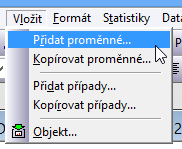 Vložit Formát Statistiky Data
Přidat proměnné...
Kopírovat proměnné...
Přidat případy...
Kopírovat případy...
Objekt...